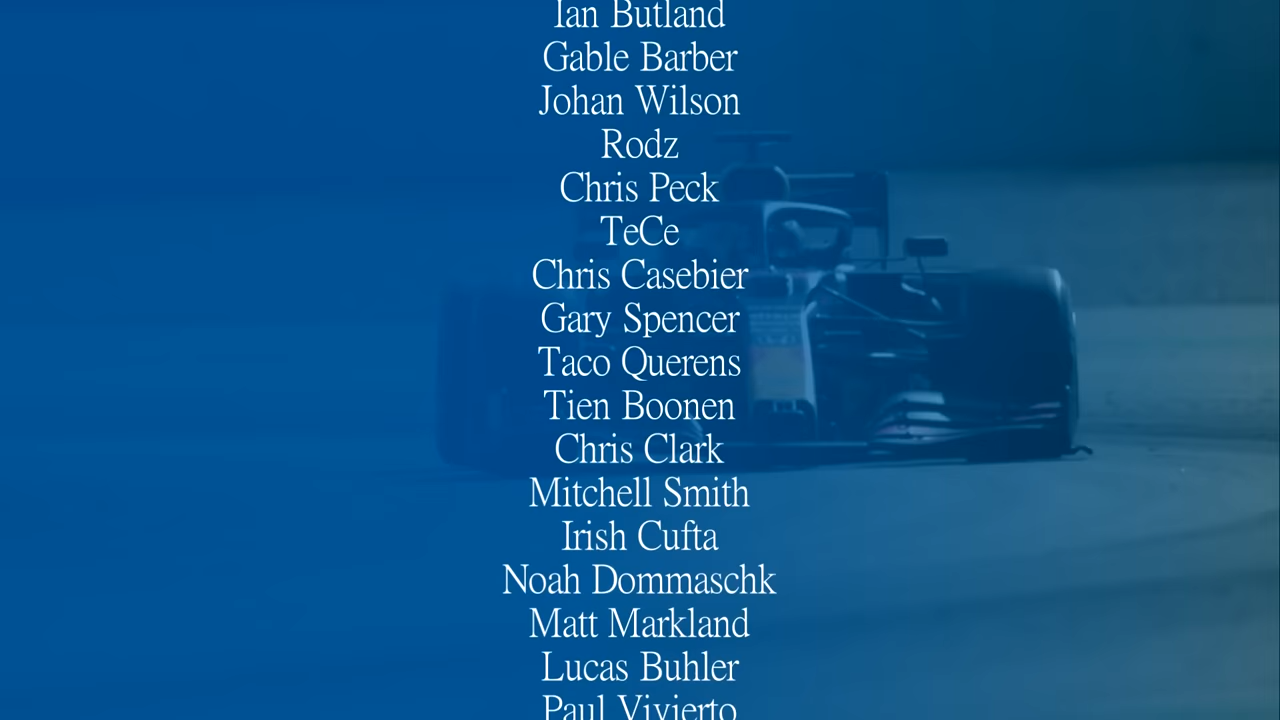 Ian Butland
Gable Barber
Johan Wilson
Rodz
Chris Peck
TeCe
Chris Casebier
Gary Spencer
Taco Querens
Tien Boonen
Chris Clark
Mitchell Smith
Irish Cufta
Noah Dommaschk
Matt Markland
Lucas Buhler
Paul Vivierto